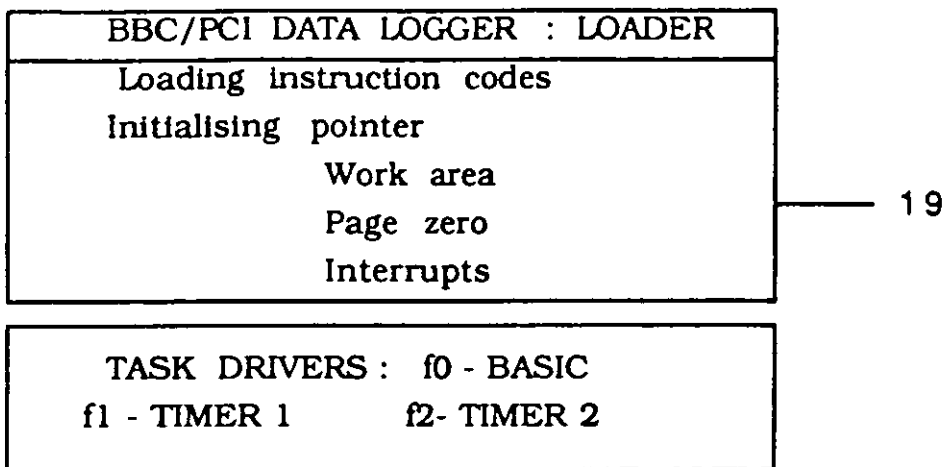 BBC/PCI DATA LOGGER : LOADER
Loading instruction codes
Initialising pointer
Work area
Page zero
Interrupts
19
TASK DRIVERS : f0 - BASIC
f1 - TIMER 1 f2- TIMER 2